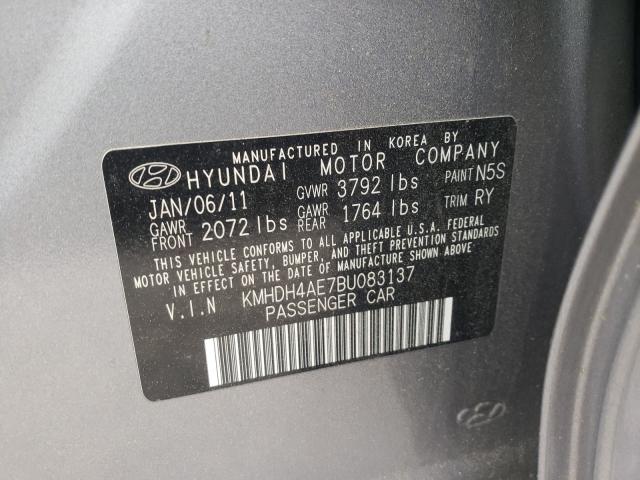 MANUFACTURED IN KOREA BY
HYUNDAI MOTOR COMPANY
JAN/06/11 GVWR 3792 lbs PAINT N5S
GAWR FRONT 2072 lbs GAWR REAR 1764 lbs TRIM RY
THIS VEHICLE CONFORMS TO ALL APPLICABLE U.S.A. FEDERAL
MOTOR VEHICLE SAFETY, BUMPER, AND THEFT PREVENTION STANDARDS
IN EFFECT ON THE DATE OF MANUFACTURE SHOWN ABOVE.
V.I.N KMHDH4AE7BU083137
PASSENGER CAR